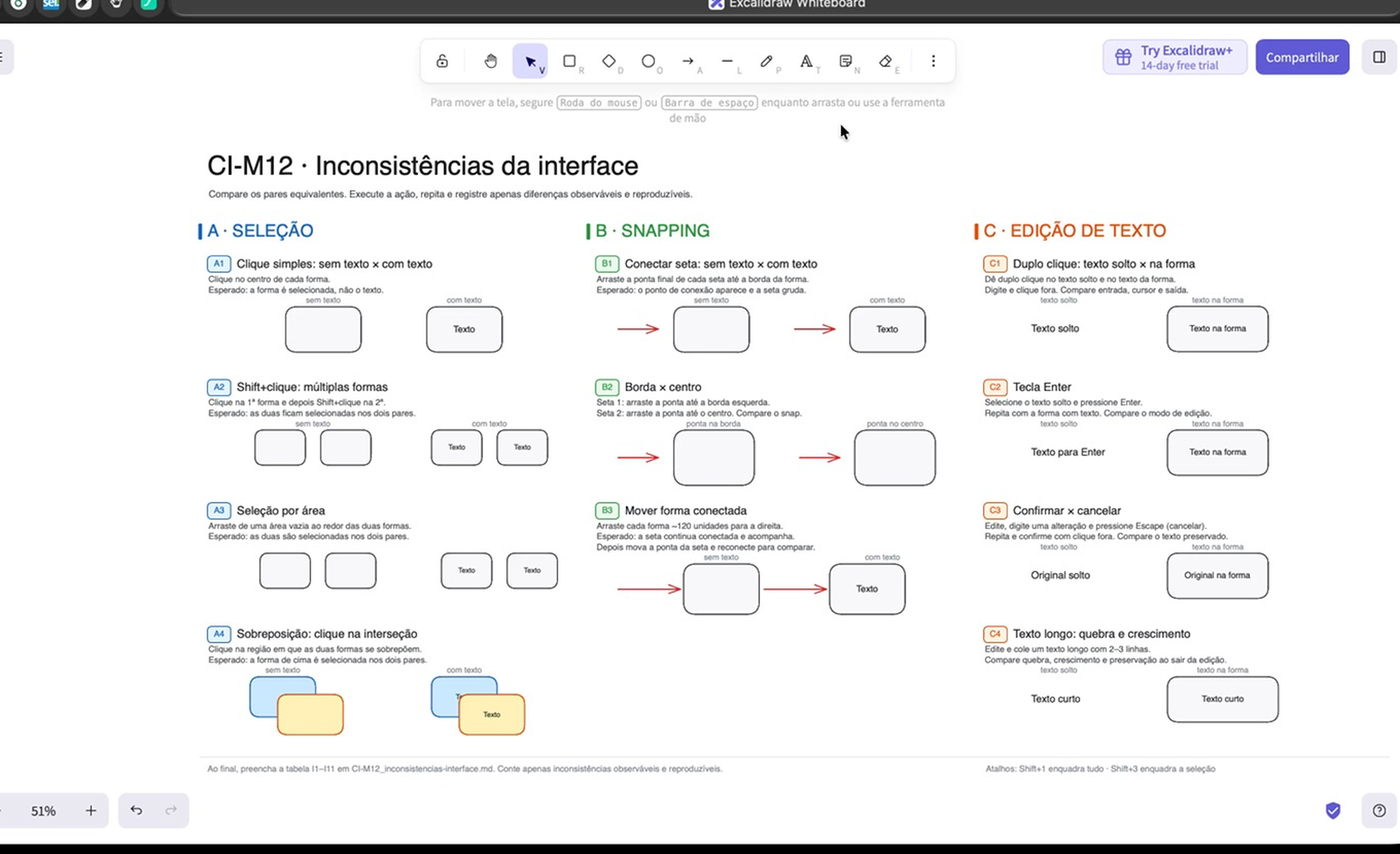 sei.
Excalidraw Whiteboard
V
R
D
O
A
L
P
T
N
E
Try Excalidraw+
14-day free trial
Compartilhar
Para mover a tela, segure Roda do mouse ou Barra de espaço enquanto arrasta ou use a ferramenta
de mão
CI-M12 · Inconsistências da interface
Compare os pares equivalentes. Execute a ação, repita e registre apenas diferenças observáveis e reproduzíveis.
A · SELEÇÃO
A1 Clique simples: sem texto × com texto
Clique no centro de cada forma.
Esperado: a forma é selecionada, não o texto.
sem texto
com texto
Texto
A2 Shift+clique: múltiplas formas
Clique na 1ª forma e depois Shift+clique na 2ª.
Esperado: as duas ficam selecionadas nos dois pares.
sem texto
com texto
Texto
Texto
A3 Seleção por área
Arraste de uma área vazia ao redor das duas formas.
Esperado: as duas são selecionadas nos dois pares.
Texto
Texto
A4 Sobreposição: clique na interseção
Clique na região em que as duas formas se sobrepõem.
Esperado: a forma de cima é selecionada nos dois pares.
sem texto
com texto
Te
Texto
B · SNAPPING
B1 Conectar seta: sem texto × com texto
Arraste a ponta final de cada seta até a borda da forma.
Esperado: o ponto de conexão aparece e a seta gruda.
sem texto
com texto
Texto
B2 Borda × centro
Seta 1: arraste a ponta até a borda esquerda.
Seta 2: arraste a ponta até o centro. Compare o snap.
ponta na borda
ponta no centro
B3 Mover forma conectada
Arraste cada forma ~120 unidades para a direita.
Esperado: a seta continua conectada e acompanha.
Depois mova a ponta da seta e reconecte para comparar.
sem texto
com texto
Texto
C · EDIÇÃO DE TEXTO
C1 Duplo clique: texto solto × na forma
Dê duplo clique no texto solto e no texto da forma.
Digite e clique fora. Compare entrada, cursor e saída.
texto solto
texto na forma
Texto solto
Texto na forma
C2 Tecla Enter
Selecione o texto solto e pressione Enter.
Repita com a forma com texto. Compare o modo de edição.
texto solto
texto na forma
Texto para Enter
Texto na forma
C3 Confirmar × cancelar
Edite, digite uma alteração e pressione Escape (cancelar).
Repita e confirme com clique fora. Compare o texto preservado.
texto solto
texto na forma
Original solto
Original na forma
C4 Texto longo: quebra e crescimento
Edite e cole um texto longo com 2–3 linhas.
Compare quebra, crescimento e preservação ao sair da edição.
texto solto
texto na forma
Texto curto
Texto curto
Ao final, preencha a tabela I1–I11 em CI-M12_inconsistencias-interface.md. Conte apenas inconsistências observáveis e reproduzíveis.
Atalhos: Shift+1 enquadra tudo · Shift+3 enquadra a seleção
51%